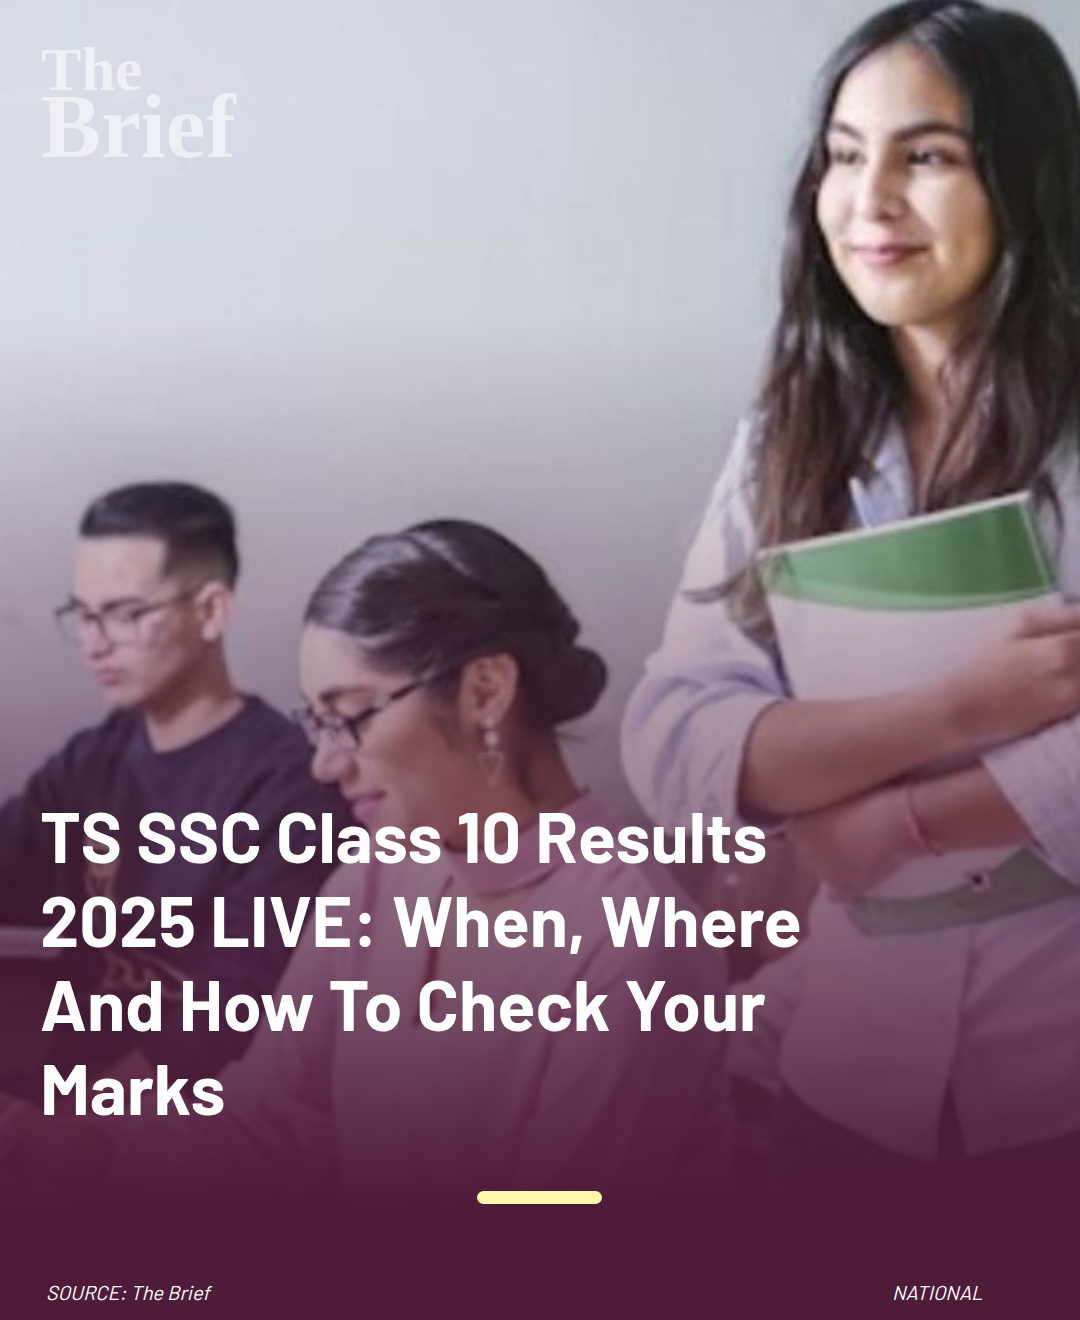 The
Brief
TS SSC Class 10 Results
2025 LIVE: When, Where
And How To Check Your
Marks
SOURCE: The Brief
NATIONAL